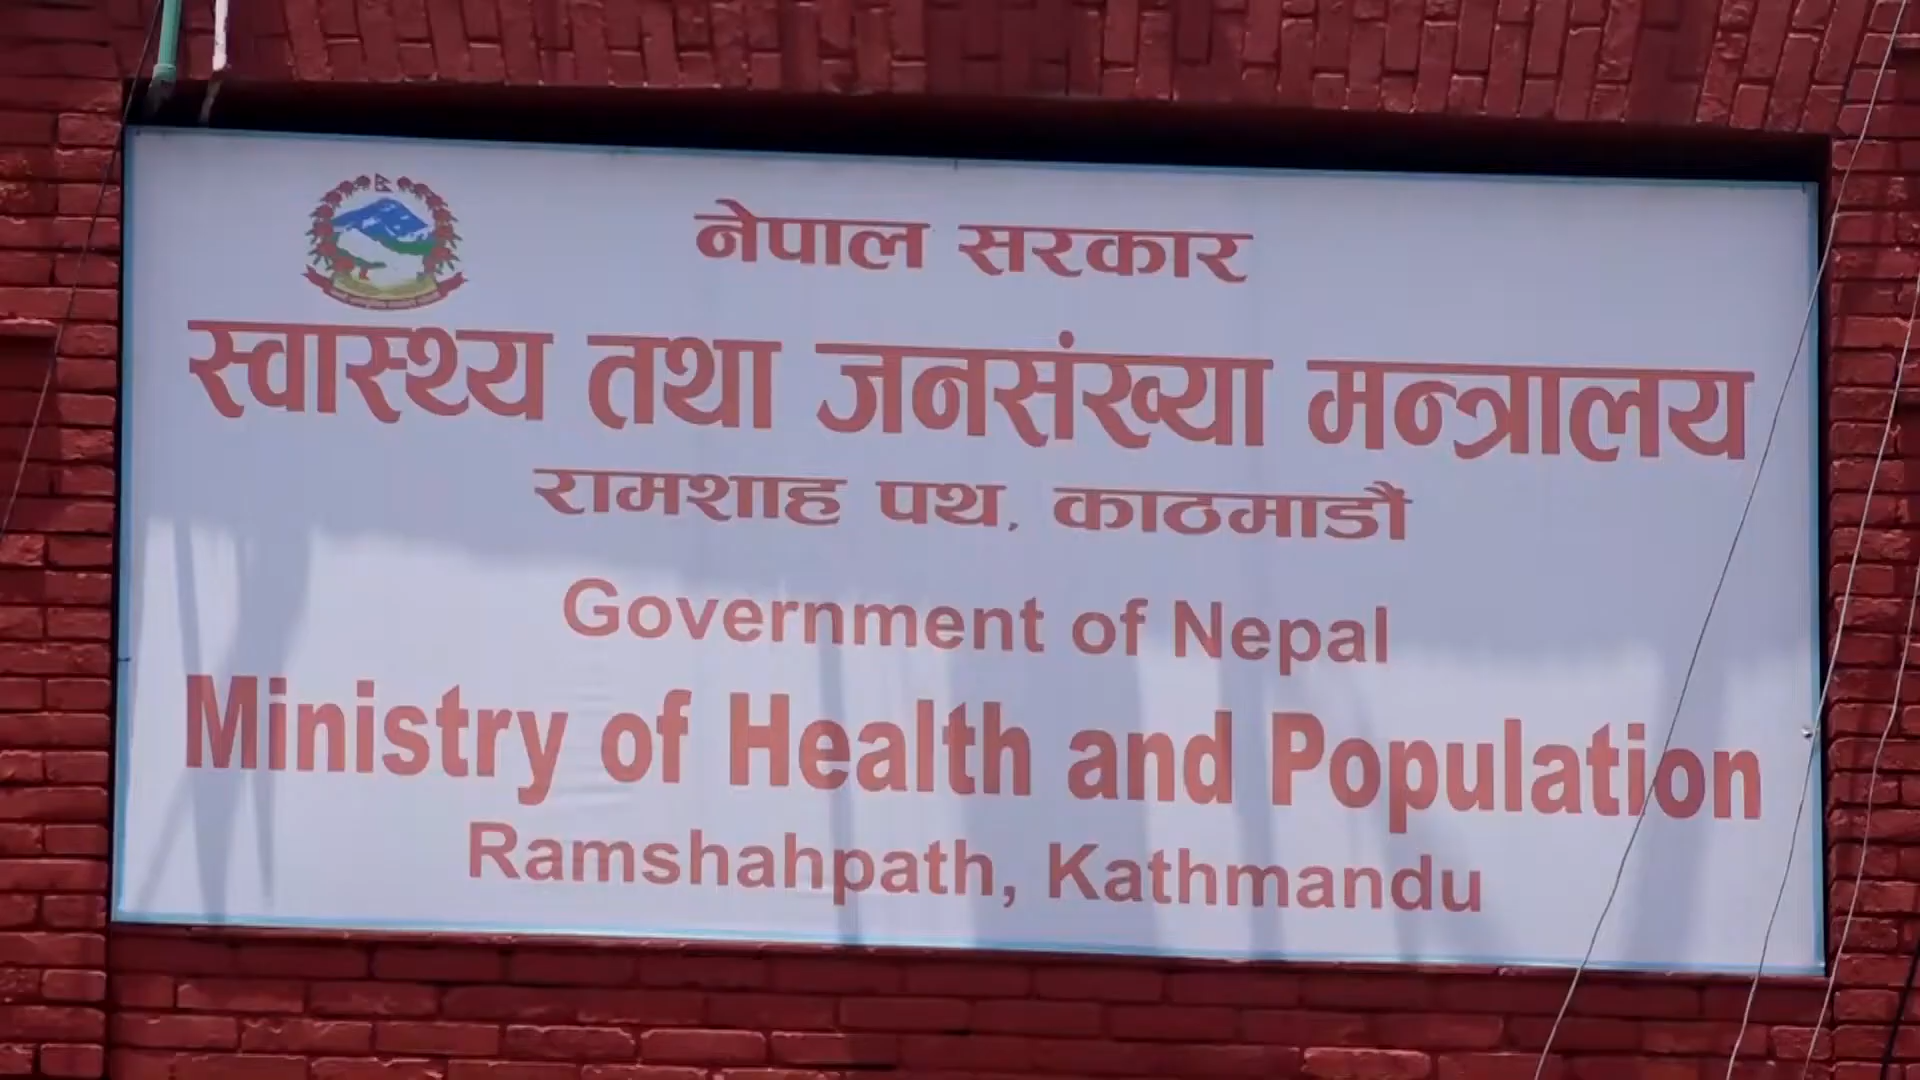 नेपाल सरकार
स्वास्थ्य तथा जनसंख्या मन्त्रालय
रामशाह पथ, काठमाडौं
Government of Nepal
Ministry of Health and Population
Ramshahpath, Kathmandu